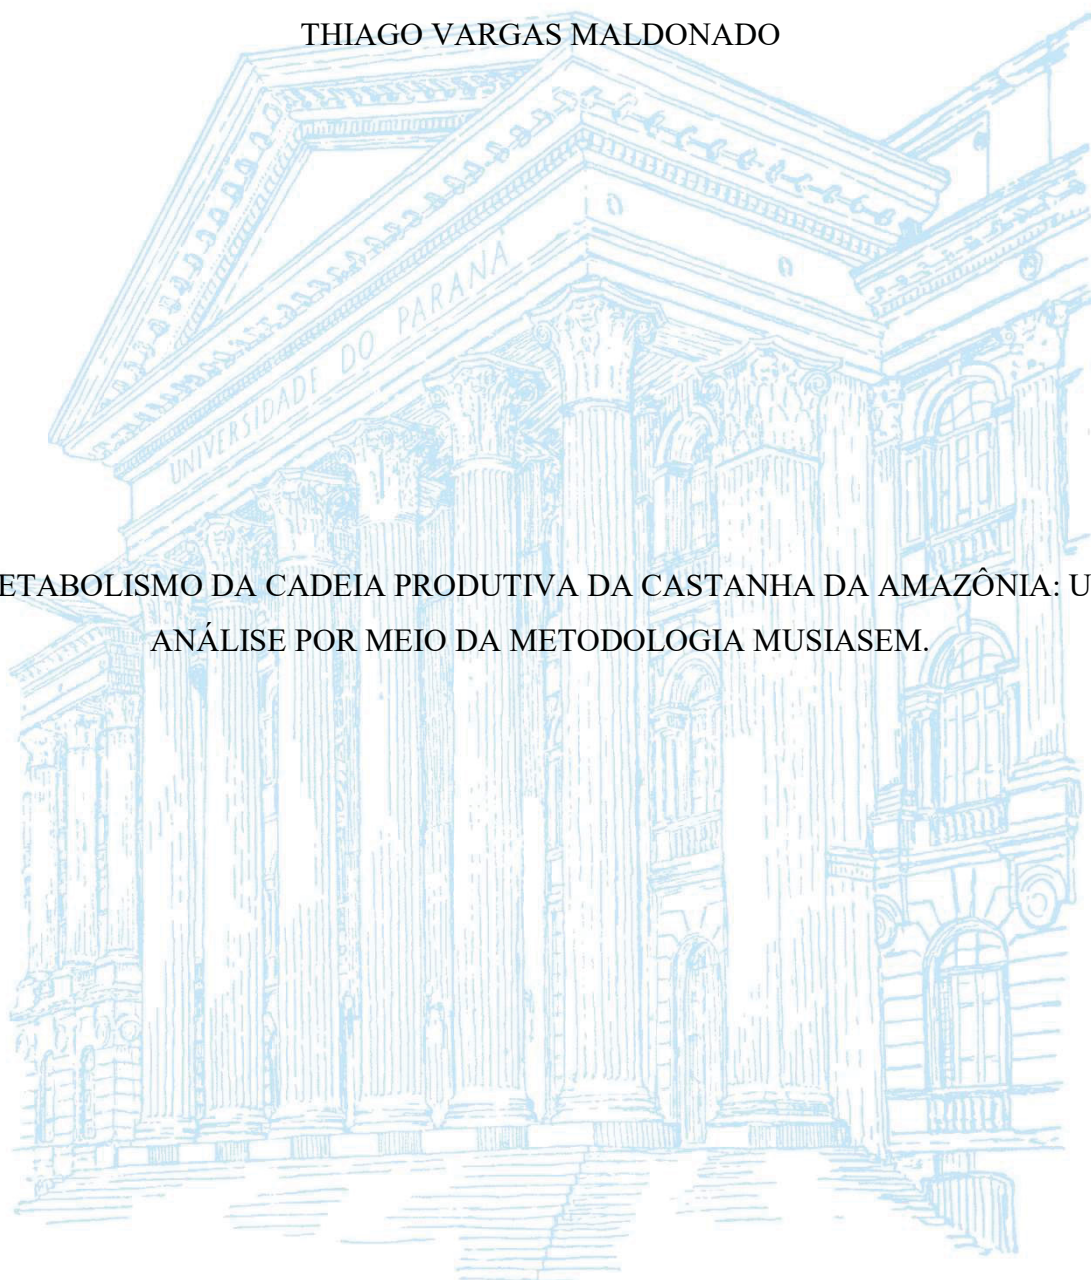 THIAGO VARGAS MALDONADO
UNIVERSIDADE DO PARANÁ
ETABOLISMO DA CADEIA PRODUTIVA DA CASTANHA DA AMAZÔNIA: U
ANÁLISE POR MEIO DA METODOLOGIA MUSIASEM.